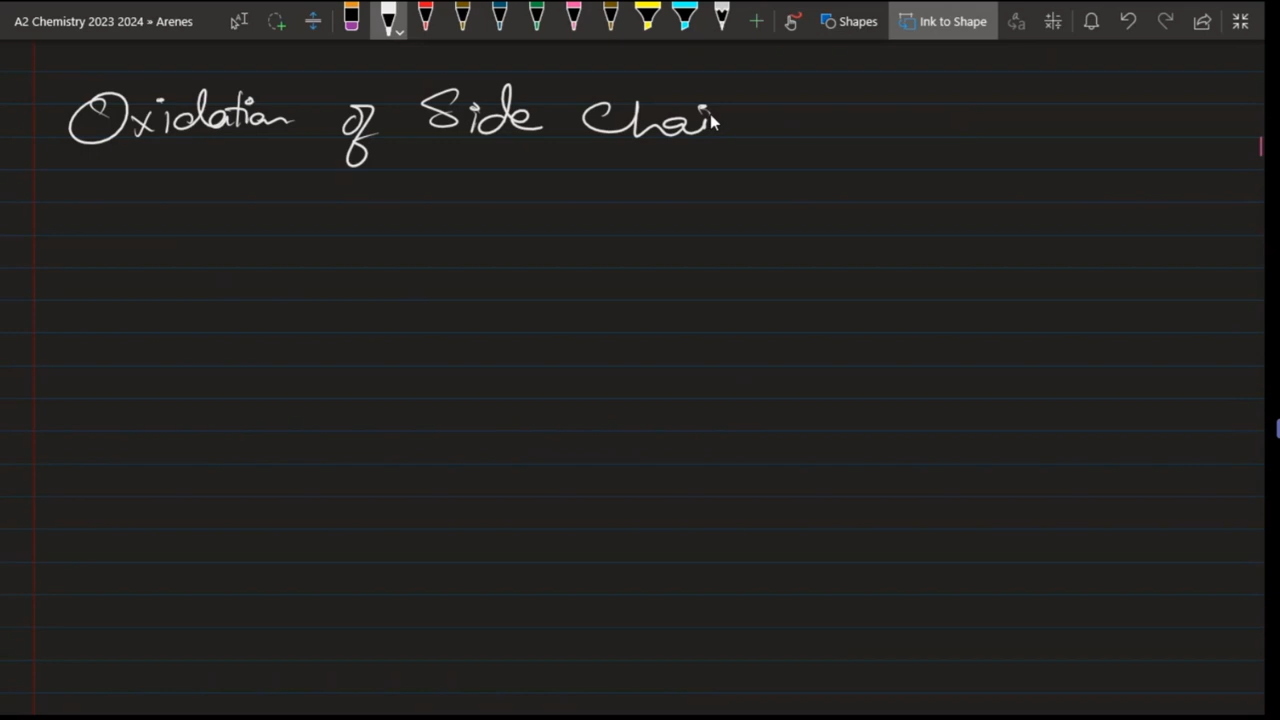 A2 Chemistry 2023 2024 » Arenes
Shapes
Ink to Shape
Oxidation of Side Chai